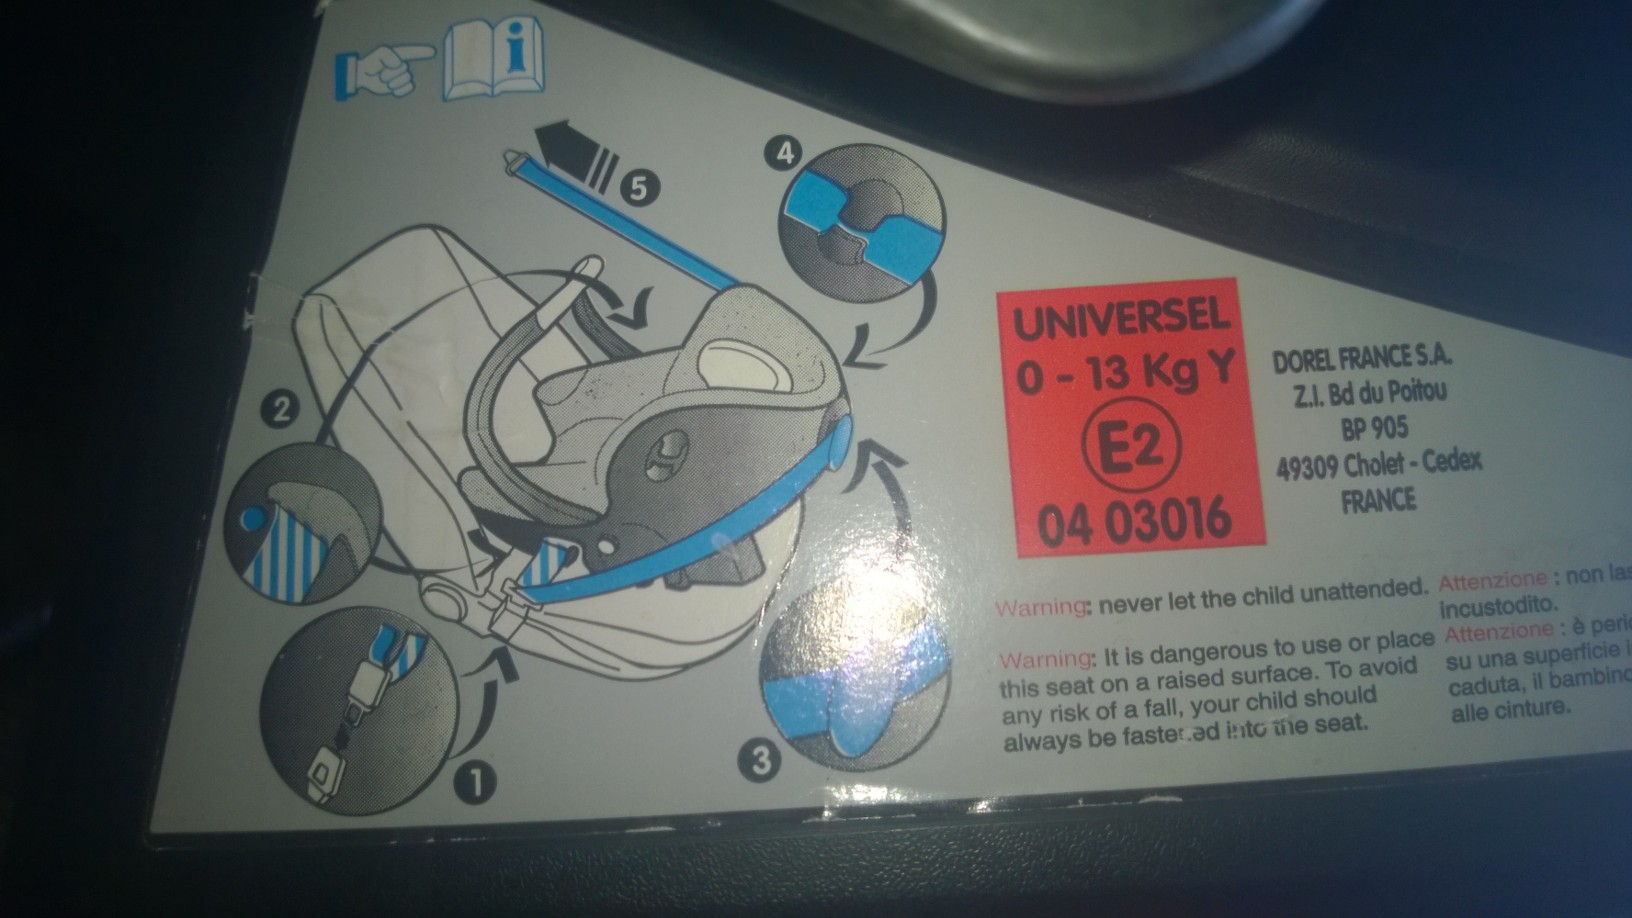 i
5
4
2
1
3
UNIVERSEL
0 - 13 Kg Y
E2
04 03016
DOREL FRANCE S.A.
Z.I. Bd du Poitou
BP 905
49309 Cholet - Cedex
FRANCE
Warning: never let the child unattended.
Warning: It is dangerous to use or place
this seat on a raised surface. To avoid
any risk of a fall, your child should
always be fastened into the seat.
Attenzione : non
incustodito.
Attenzione : è
su una superficie
caduta, il
alle cinture.